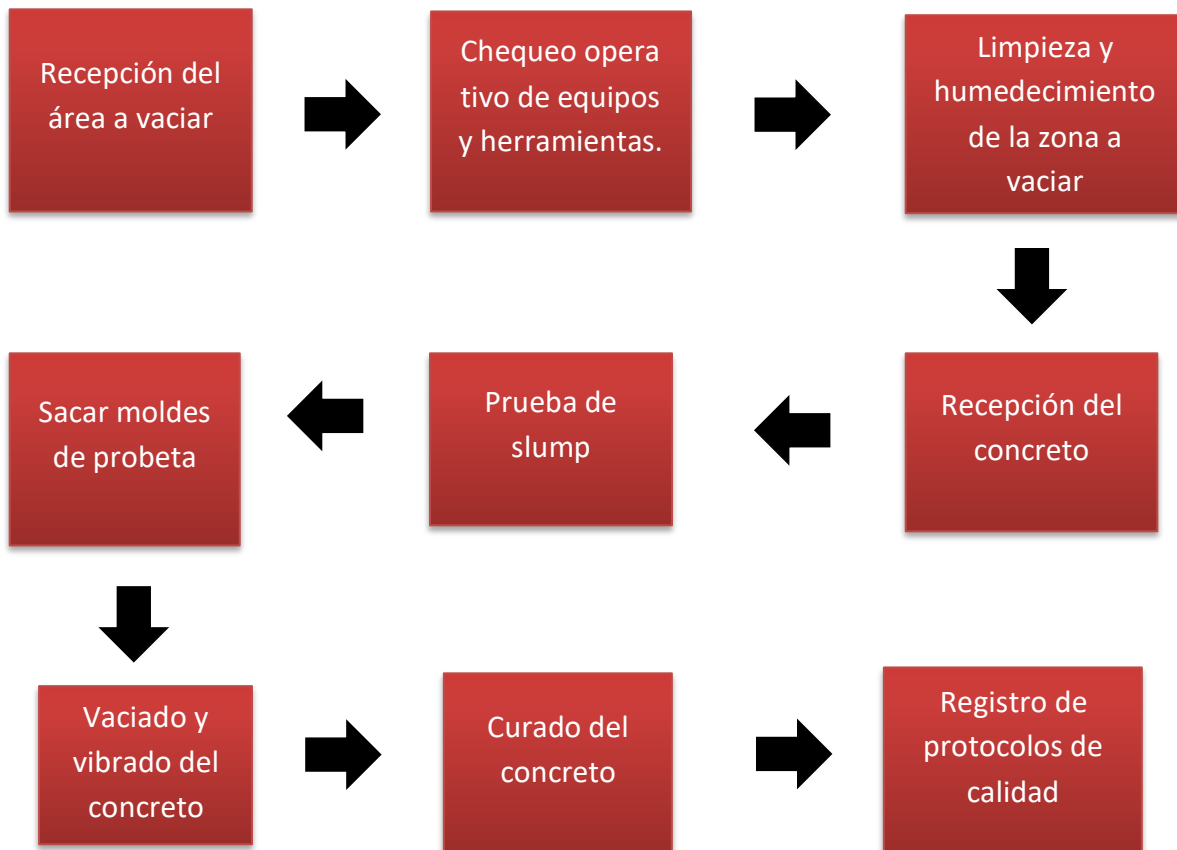 Recepción del
área a vaciar
Chequeo opera
tivo de equipos
y herramientas.
Limpieza y
humedecimiento
de la zona a
vaciar
Recepción del
concreto
Prueba de
slump
Sacar moldes
de probeta
Vaciado y
vibrado del
concreto
Curado del
concreto
Registro de
protocolos de
calidad